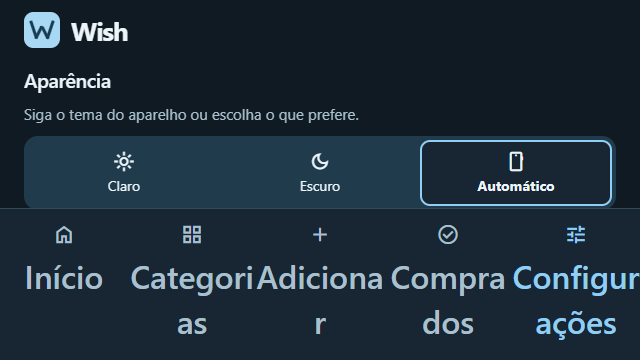 Wish
Aparência
Siga o tema do aparelho ou escolha o que prefere.
Claro
Escuro
Automático
Início
Categori
as
Adiciona
r
Compra
dos
Configur
ações